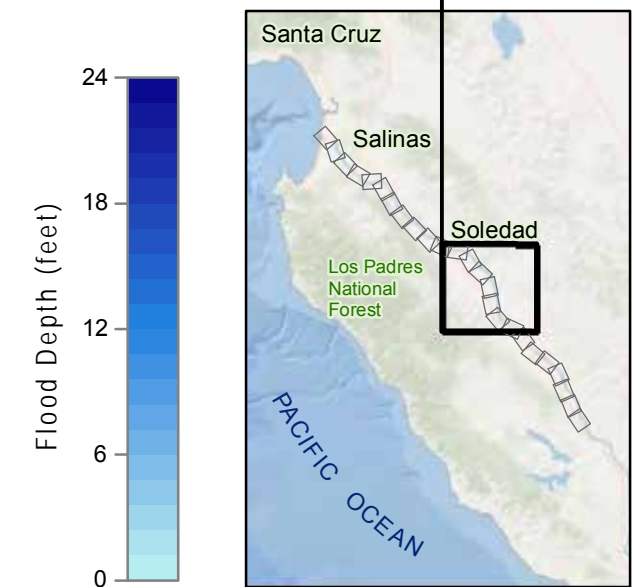 24
18
12
6
0
Flood Depth (feet)
Santa Cruz
Salinas
Soledad
Los Padres
National
Forest
PACIFIC OCEAN